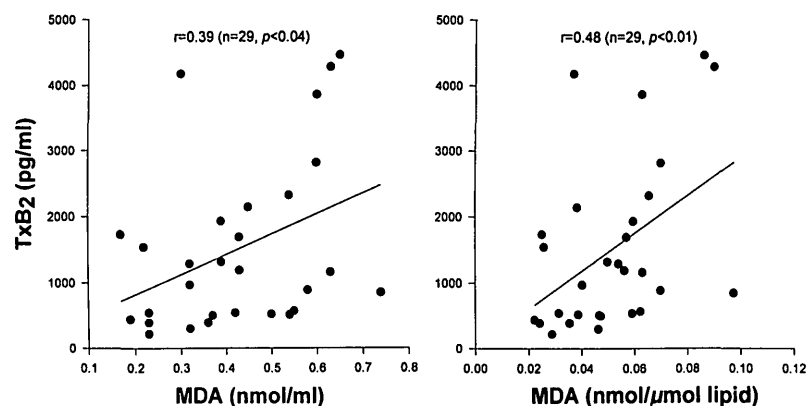 r=0.39 (n=29, p<0.04)
TxB2 (pg/ml)
5000
4000
3000
2000
1000
0
0.1 0.2 0.3 0.4 0.5 0.6 0.7 0.8
MDA (nmol/ml)
r=0.48 (n=29, p<0.01)
5000
4000
3000
2000
1000
0
0.00 0.02 0.04 0.06 0.08 0.10 0.12
MDA (nmol/μmol lipid)